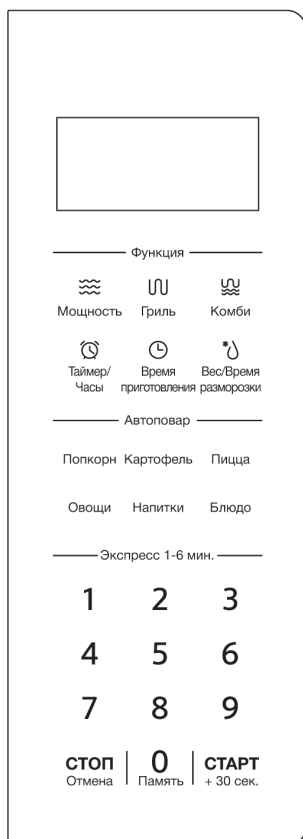 Функция
Мощность Гриль Комби
Таймер/ Время Вес/Время
Часы приготовления разморозки
Автоповар
Попкорн Картофель Пицца
Овощи Напитки Блюдо
Экспресс 1-6 мин.
1 2 3
4 5 6
7 8 9
СТОП 0 СТАРТ
Отмена Память + 30 сек.